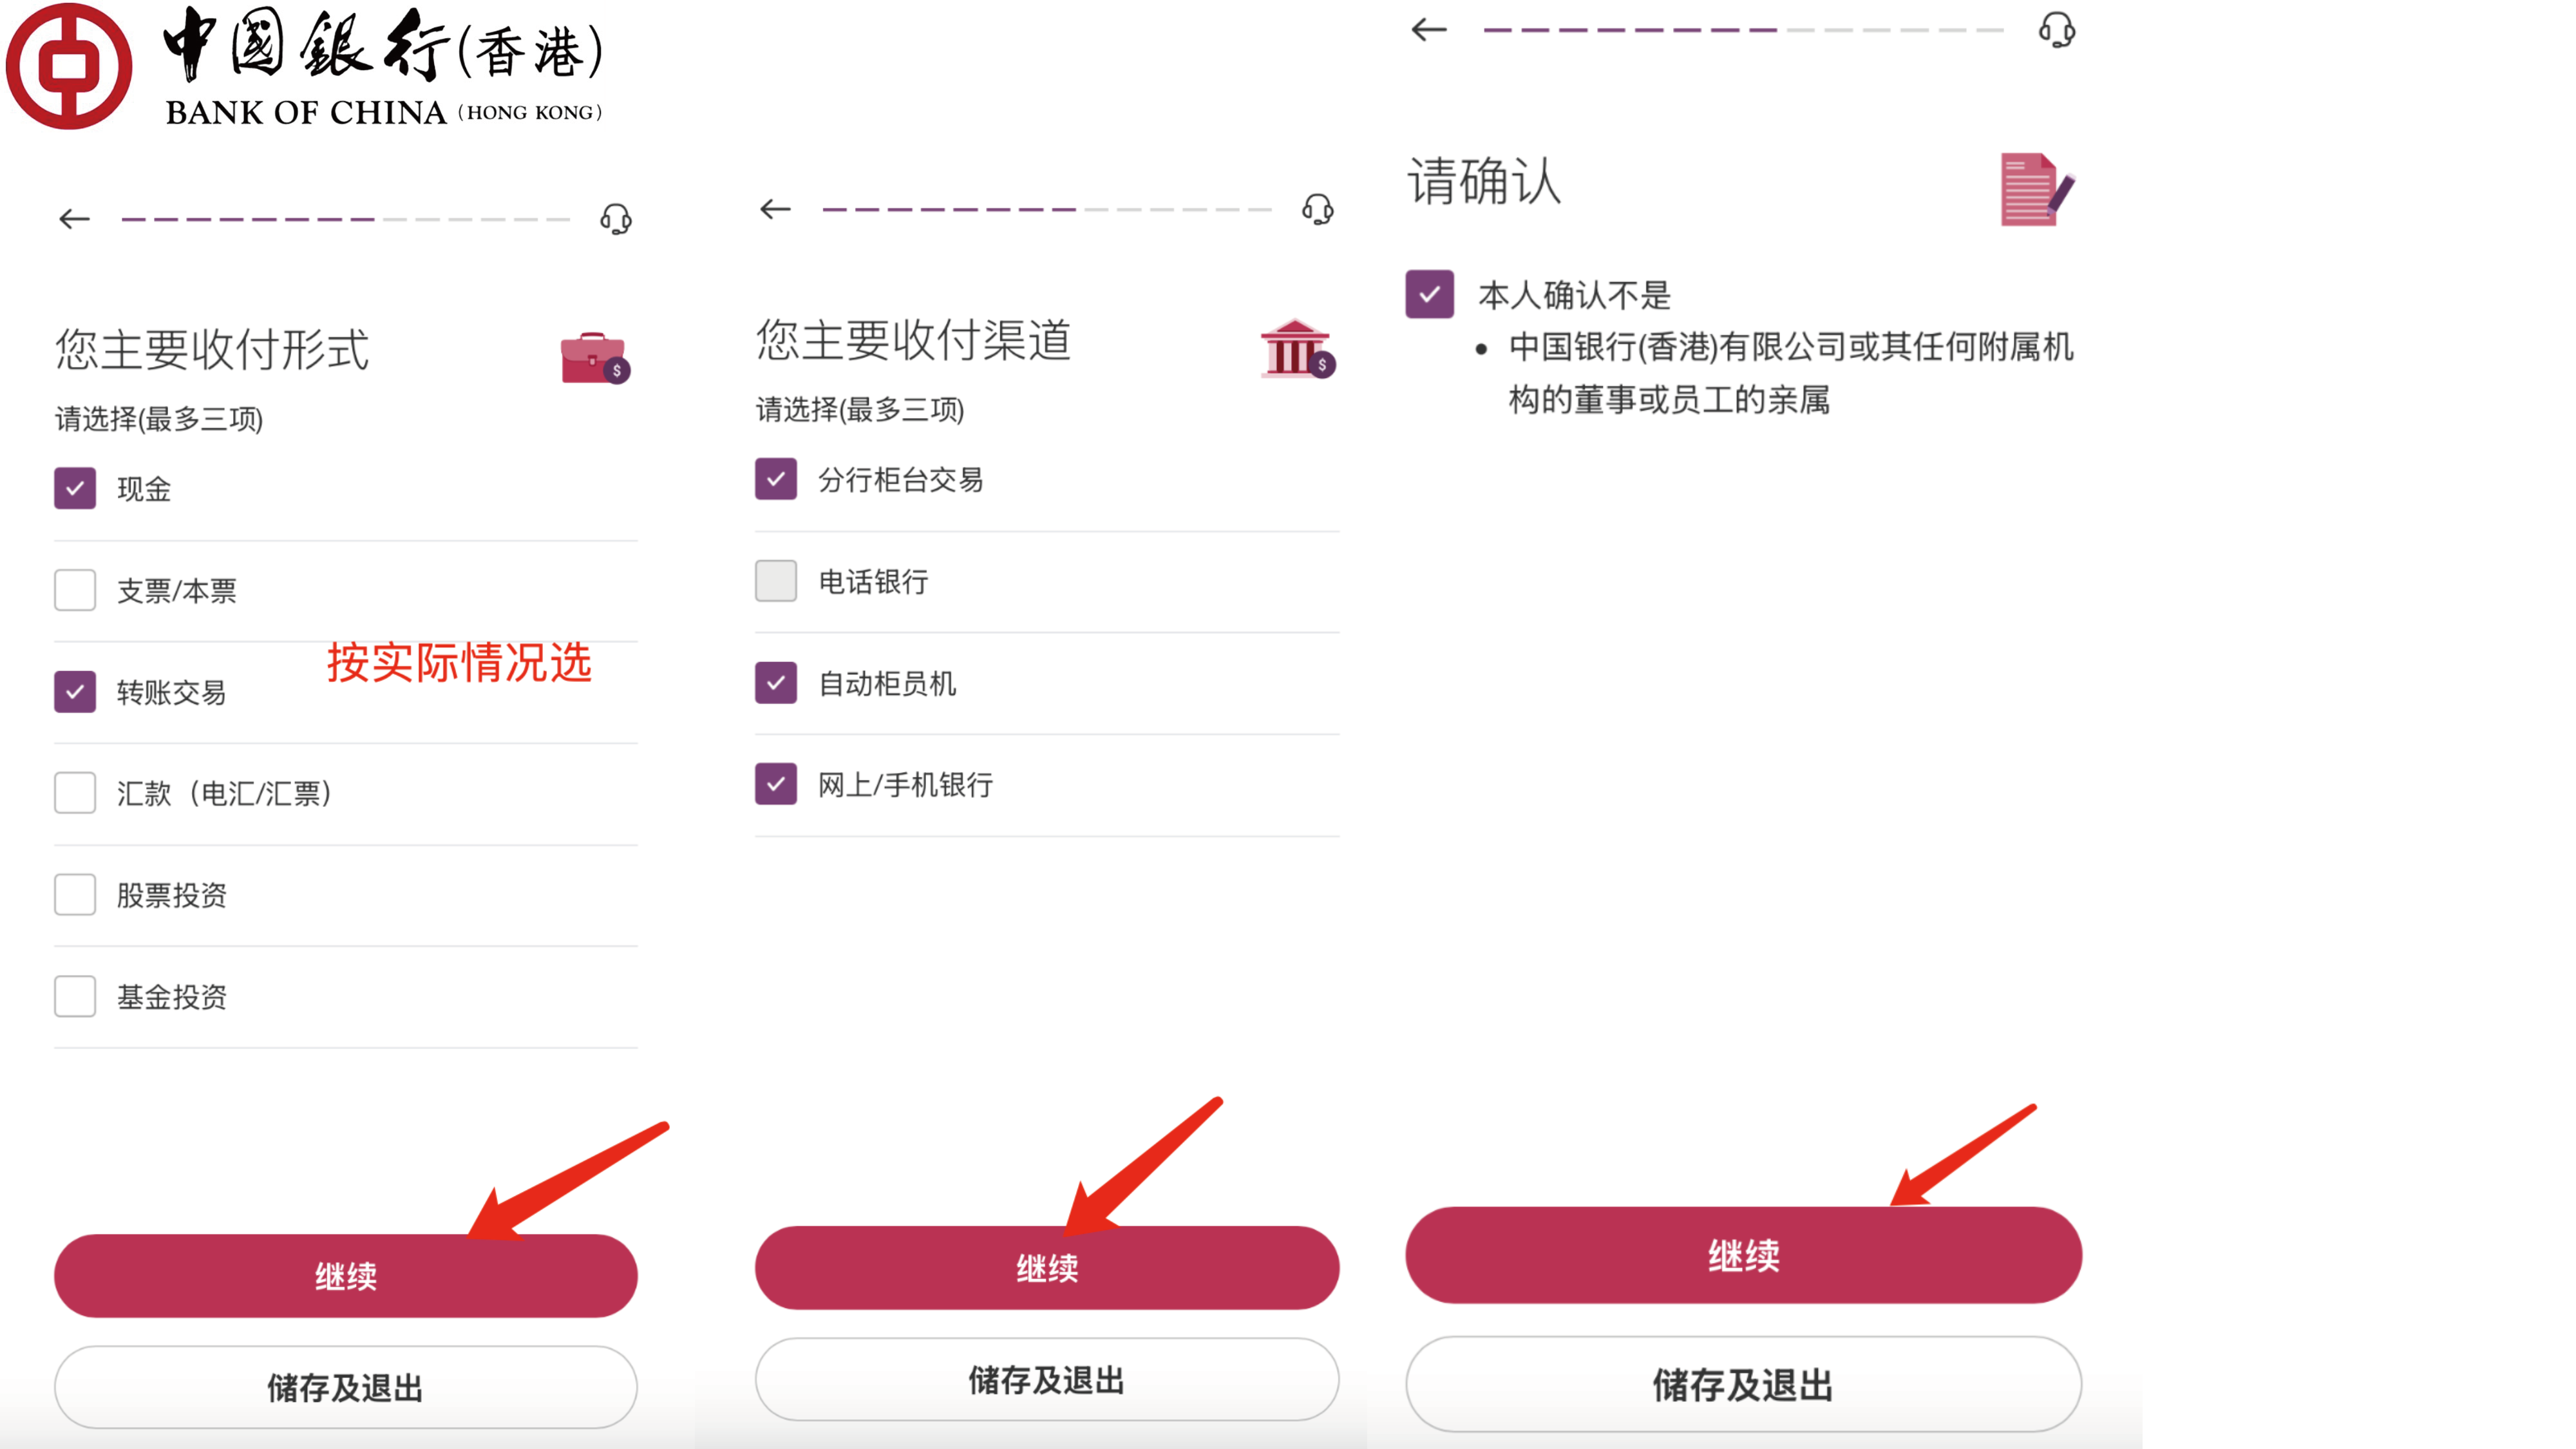 中國銀行(香港)
BANK OF CHINA (HONG KONG)
您主要收付形式
请选择(最多三项)
现金
支票/本票
按实际情况选
转账交易
汇款（电汇/汇票）
股票投资
基金投资
继续
储存及退出
您主要收付渠道
请选择(最多三项)
分行柜台交易
电话银行
自动柜员机
网上/手机银行
继续
储存及退出
请确认
本人确认不是
• 中国银行(香港)有限公司或其任何附属机
构的董事或员工的亲属
继续
储存及退出